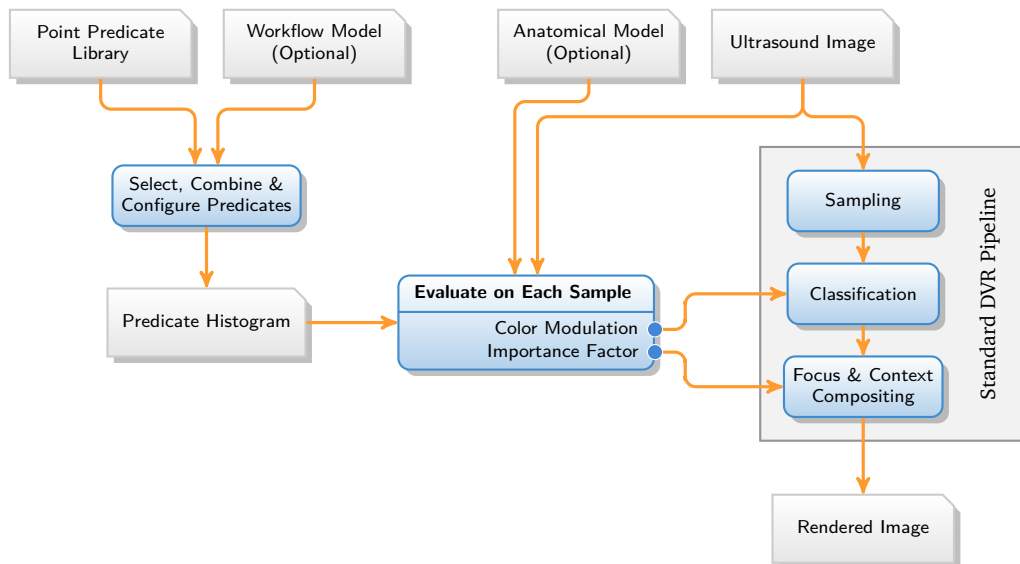 Point Predicate
Library
Workflow Model
(Optional)
Anatomical Model
(Optional)
Ultrasound Image
Select, Combine &
Configure Predicates
Sampling
Standard DVR Pipeline
Evaluate on Each Sample
Classification
Predicate Histogram
Color Modulation
Importance Factor
Focus & Context
Compositing
Rendered Image